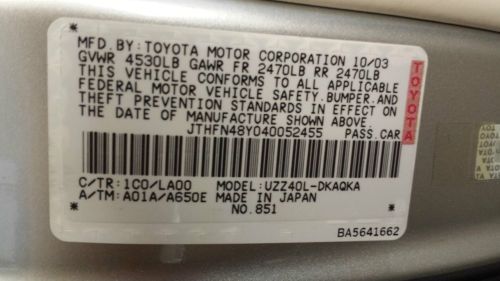 MFD.BY:TOYOTA MOTOR CORPORATION 10/03
GVWR 4530LB GAWR FR 2470LB RR 2470LB
THIS VEHICLE CONFORMS TO ALL APPLICABLE
FEDERAL MOTOR VEHICLE SAFETY,BUMPER,AND
THEFT PREVENTION STANDARDS IN EFFECT ON
THE DATE OF MANUFACTURE SHOWN ABOVE
JTHFN48Y040052455 PASS.CAR
TOYOTA
C/TR:1C0/LA00 MODEL:UZZ40L-DKAQKA
A/TM:A01A/A650E MADE IN JAPAN
NO.851
BA5641662